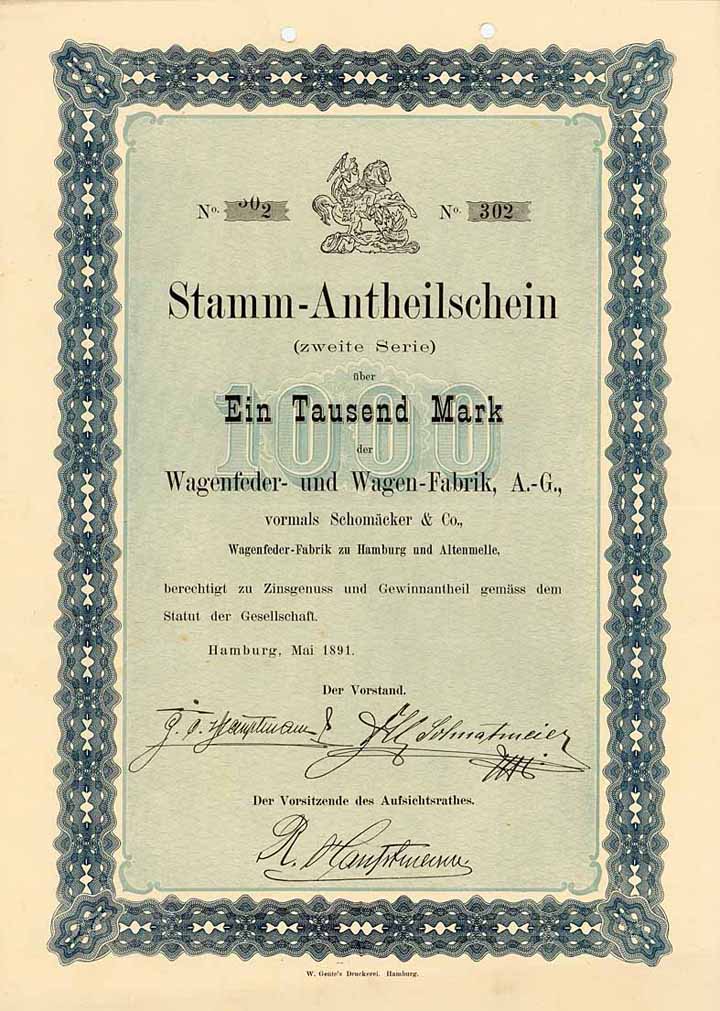 No. 302 No. 302
Stamm-Antheilschein
(zweite Serie)
über
1000
Ein Tausend Mark
der
Wagenfeder- und Wagen-Fabrik, A.-G.,
vormals Schomäcker & Co.,
Wagenfeder-Fabrik zu Hamburg und Altenmelle,
berechtigt zu Zinsgenuss und Gewinnantheil gemäss dem
Statut der Gesellschaft.
Hamburg, Mai 1891.
Der Vorstand.
Hauptmann
Der Vorsitzende des Aufsichtsrathes.
R. Hauptmann
W. Gente's Druckerei. Hamburg.